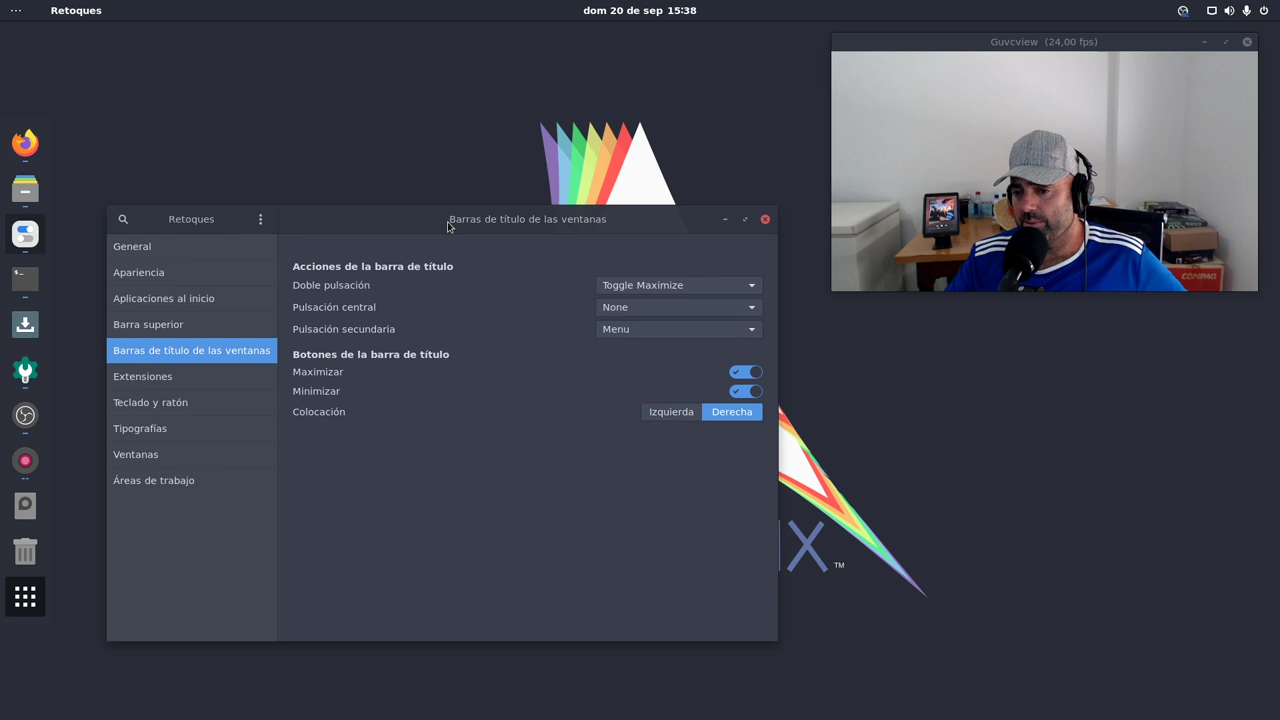 Retoques
dom 20 de sep 15:38
Guvcview (24,00 fps)
Retoques
Barras de título de las ventanas
General
Apariencia
Aplicaciones al inicio
Barra superior
Barras de título de las ventanas
Extensiones
Teclado y ratón
Tipografías
Ventanas
Áreas de trabajo
Acciones de la barra de título
Doble pulsación
Toggle Maximize
Pulsación central
None
Pulsación secundaria
Menu
Botones de la barra de título
Maximizar
Minimizar
Colocación
Izquierda
Derecha
COMPAQ
X
TM
$_